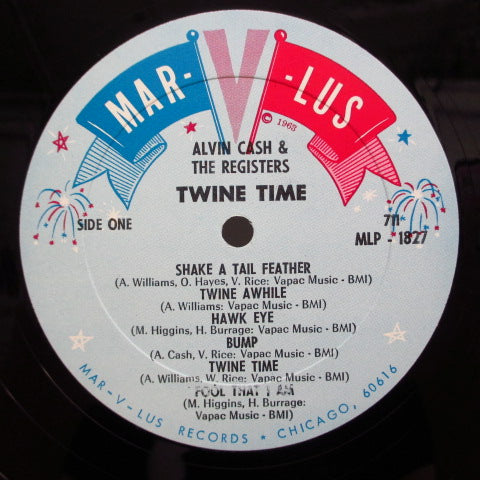 MAR-V-LUS
© 1963
ALVIN CASH &
THE REGISTERS
TWINE TIME
SIDE ONE
711
MLP - 1827
SHAKE A TAIL FEATHER
(A. Williams, O. Hayes, V. Rice: Vapac Music - BMI)
TWINE AWHILE
(A. Williams: Vapac Music - BMI)
HAWK EYE
(M. Higgins, H. Burrage: Vapac Music - BMI)
BUMP
(A. Cash, V. Rice: Vapac Music - BMI)
TWINE TIME
(A. Williams, W. Rice: Vapac Music - BMI)
FOOL THAT I AM
(M. Higgins, H. Burrage:
Vapac Music - BMI)
MAR-V-LUS RECORDS ★ CHICAGO, 60616